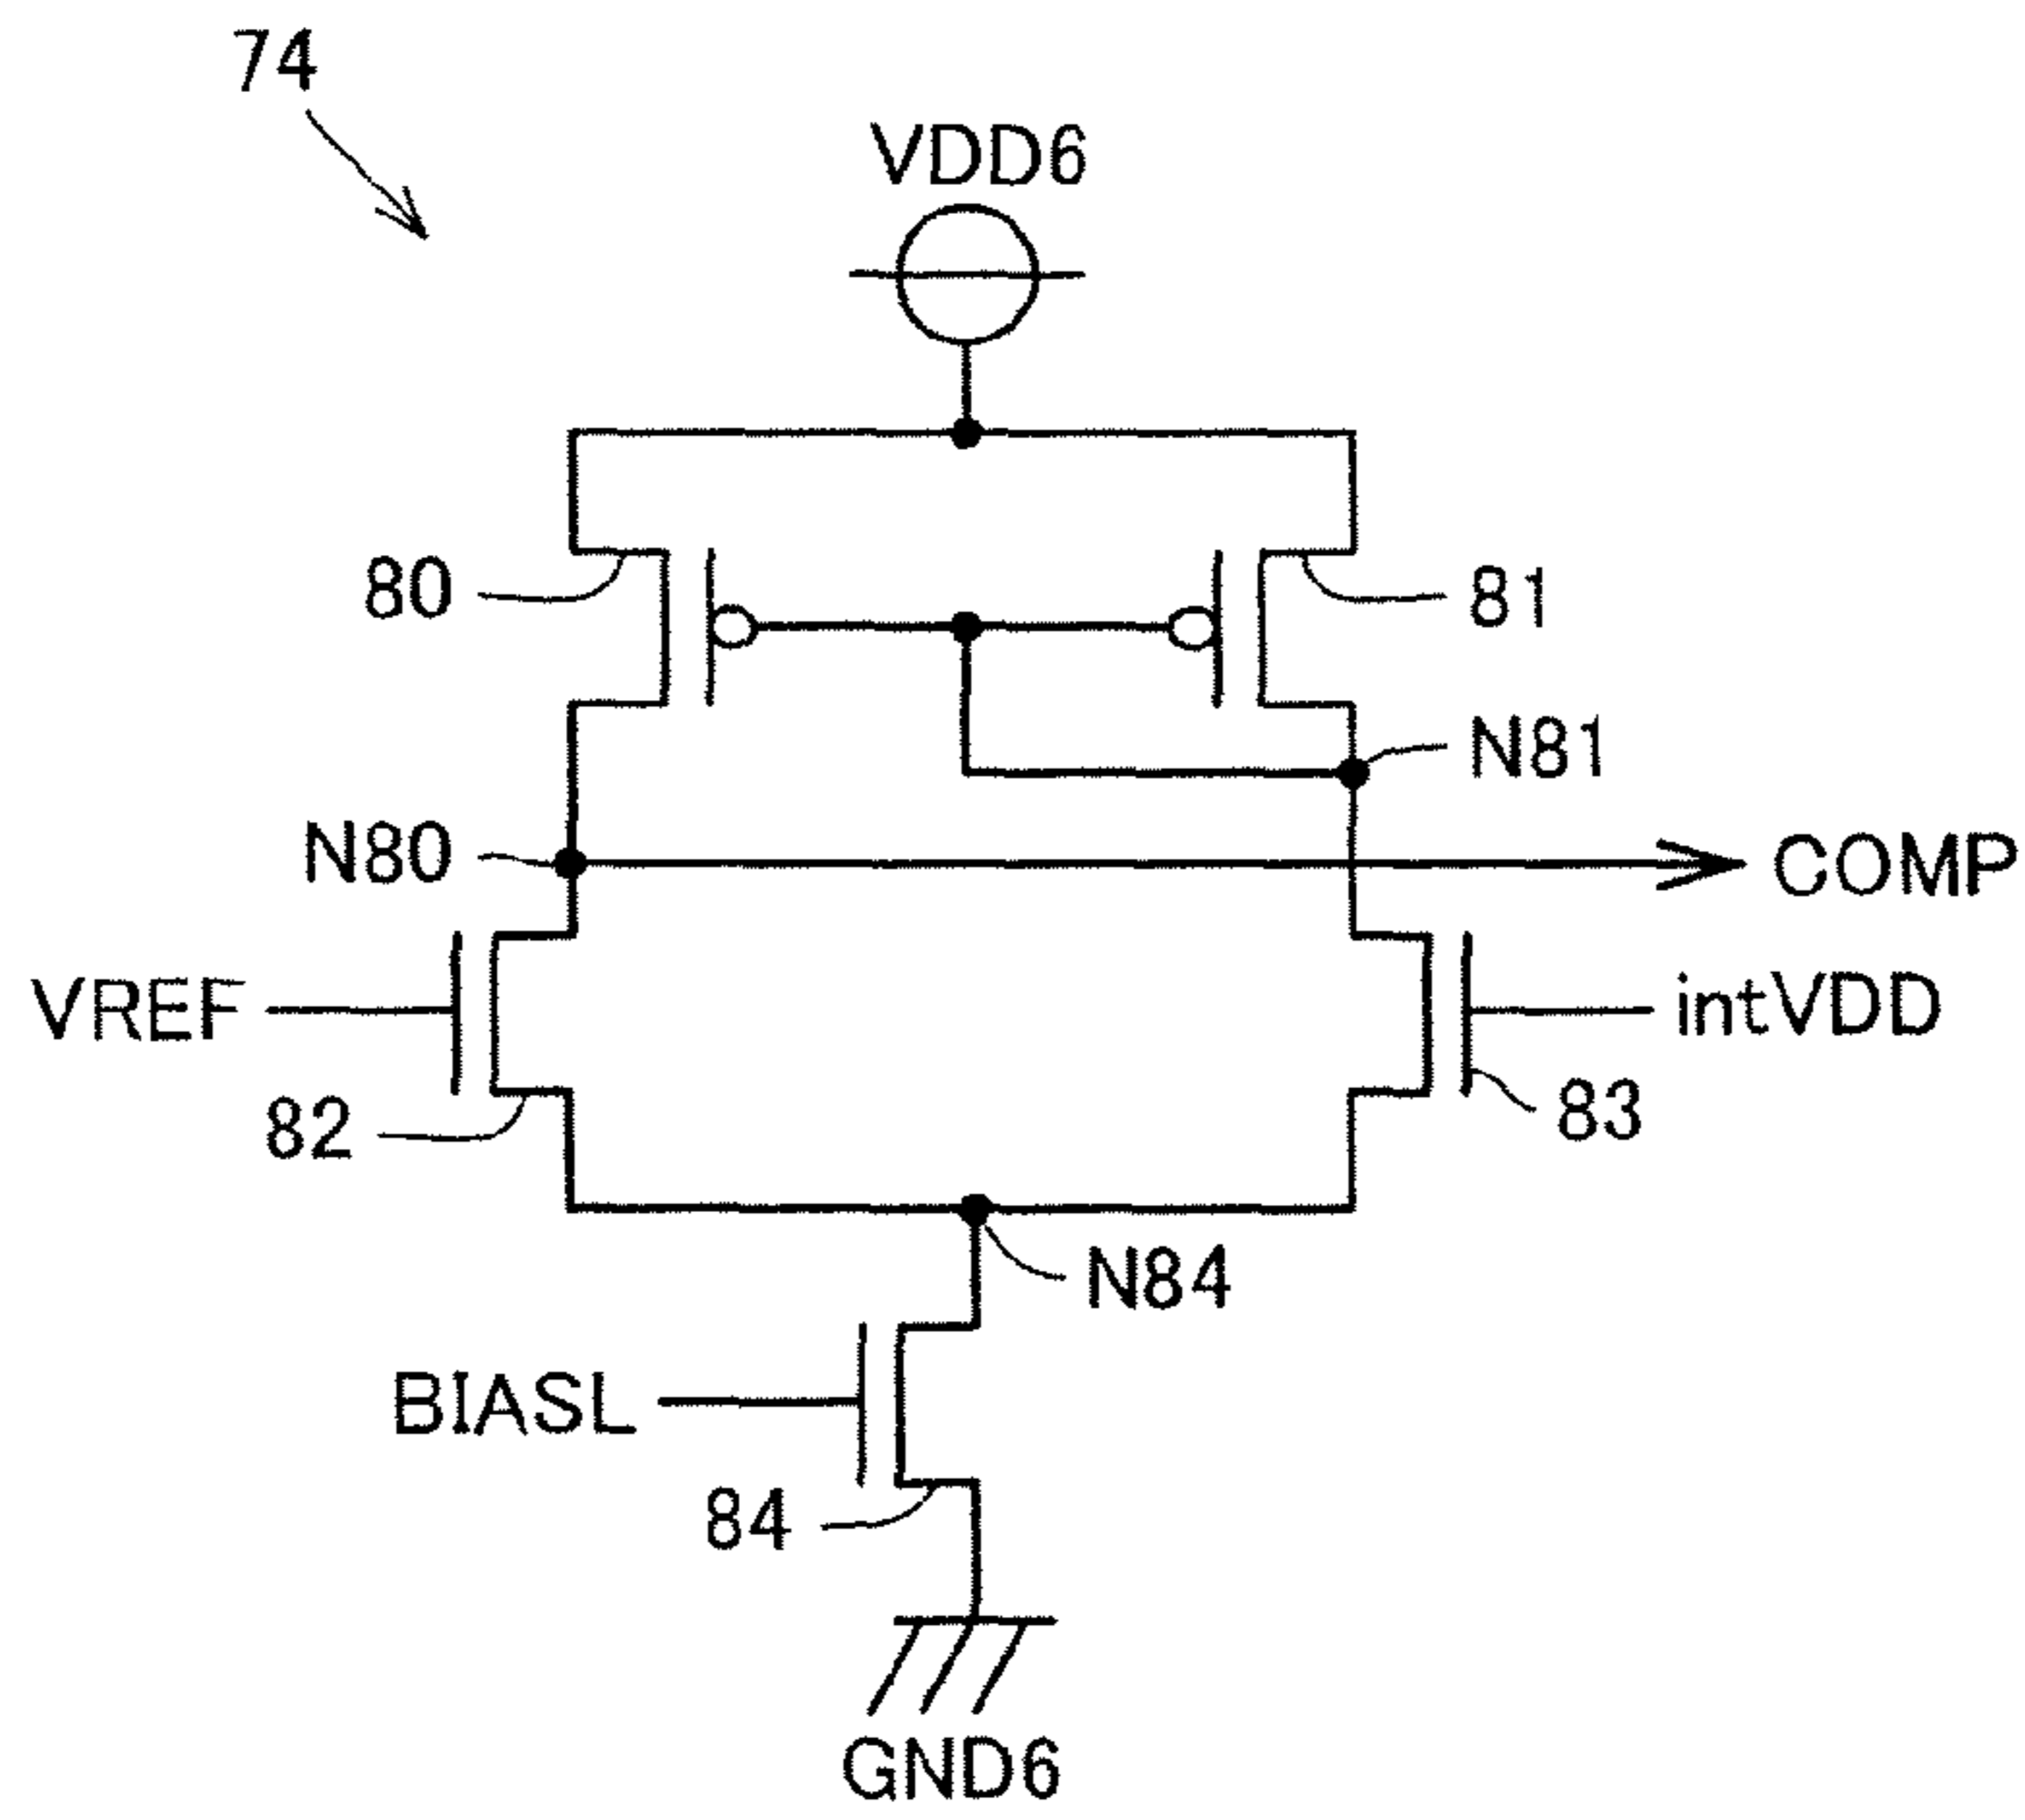 74
VDD6
80
81
N81
N80
COMP
VREF
intVDD
82
83
N84
BIASL
84
GND6